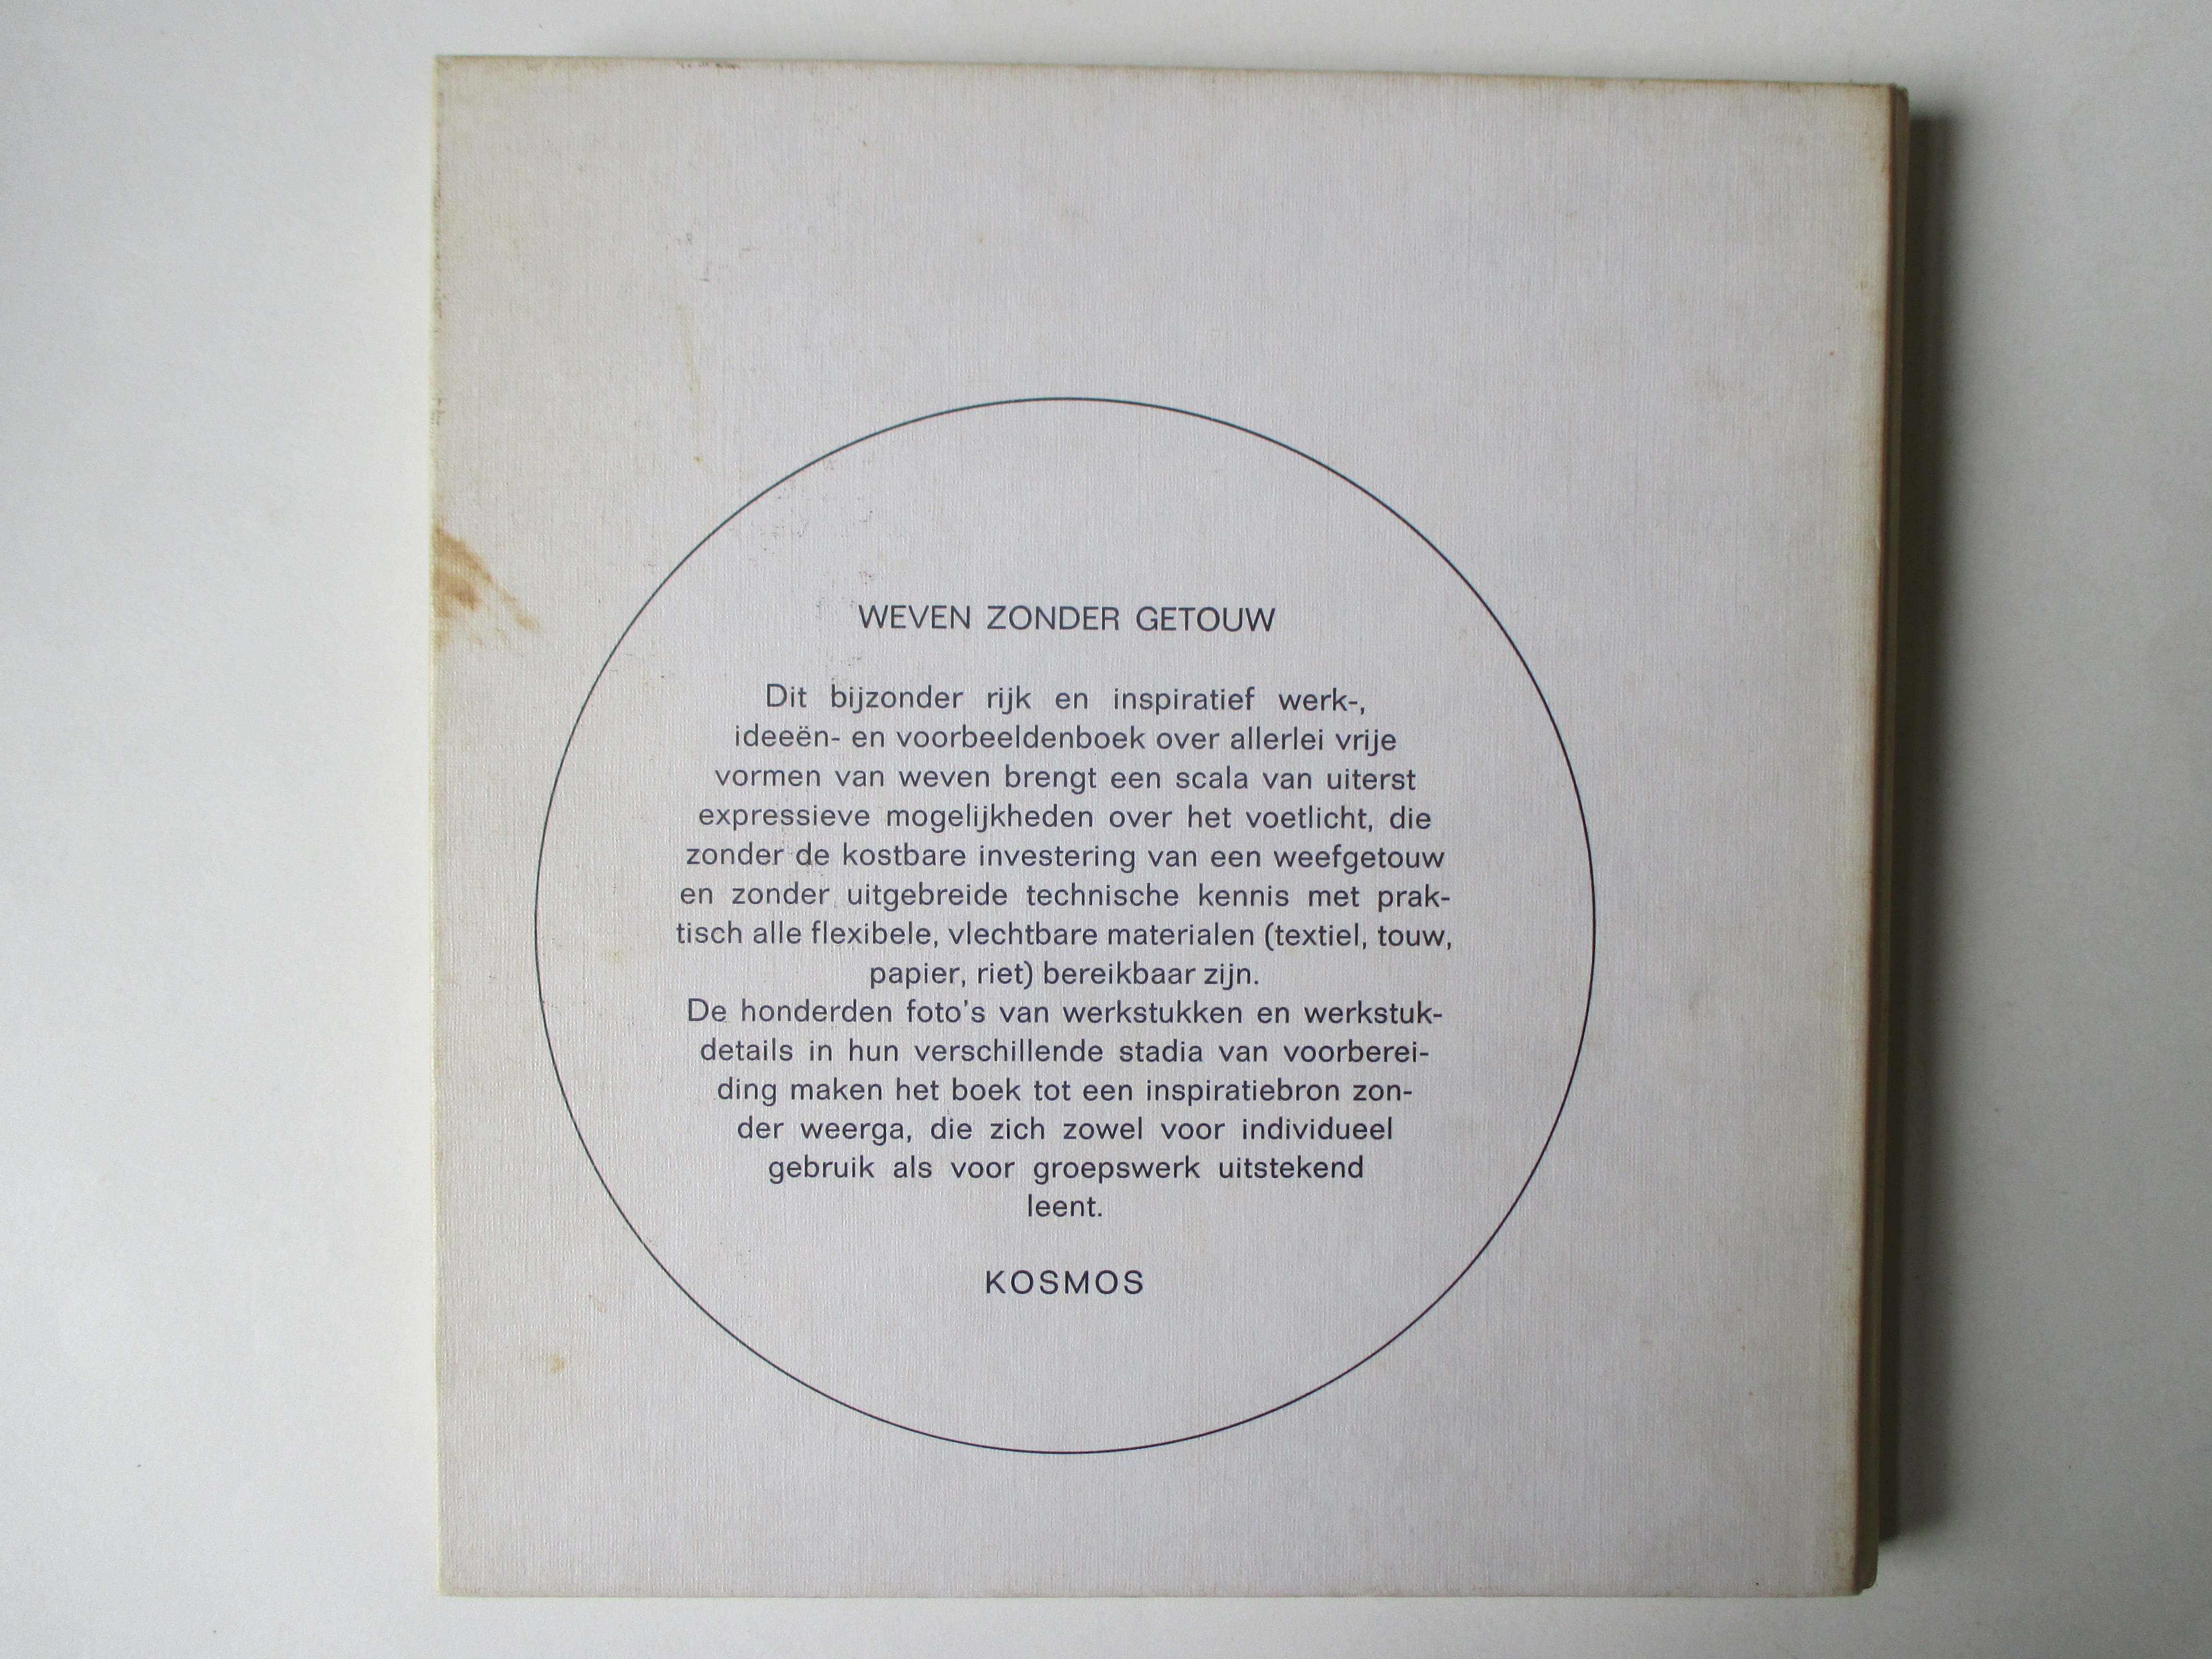 WEVEN ZONDER GETOUW
Dit bijzonder rijk en inspiratief werk-,
ideeën- en voorbeeldenboek over allerlei vrije
vormen van weven brengt een scala van uiterst
expressieve mogelijkheden over het voetlicht, die
zonder de kostbare investering van een weefgetouw
en zonder uitgebreide technische kennis met prak-
tisch alle flexibele, vlechtbare materialen (textiel, touw,
papier, riet) bereikbaar zijn.
De honderden foto's van werkstukken en werkstuk-
details in hun verschillende stadia van voorberei-
ding maken het boek tot een inspiratiebron zon-
der weerga, die zich zowel voor individueel
gebruik als voor groepswerk uitstekend
leent.
KOSMOS